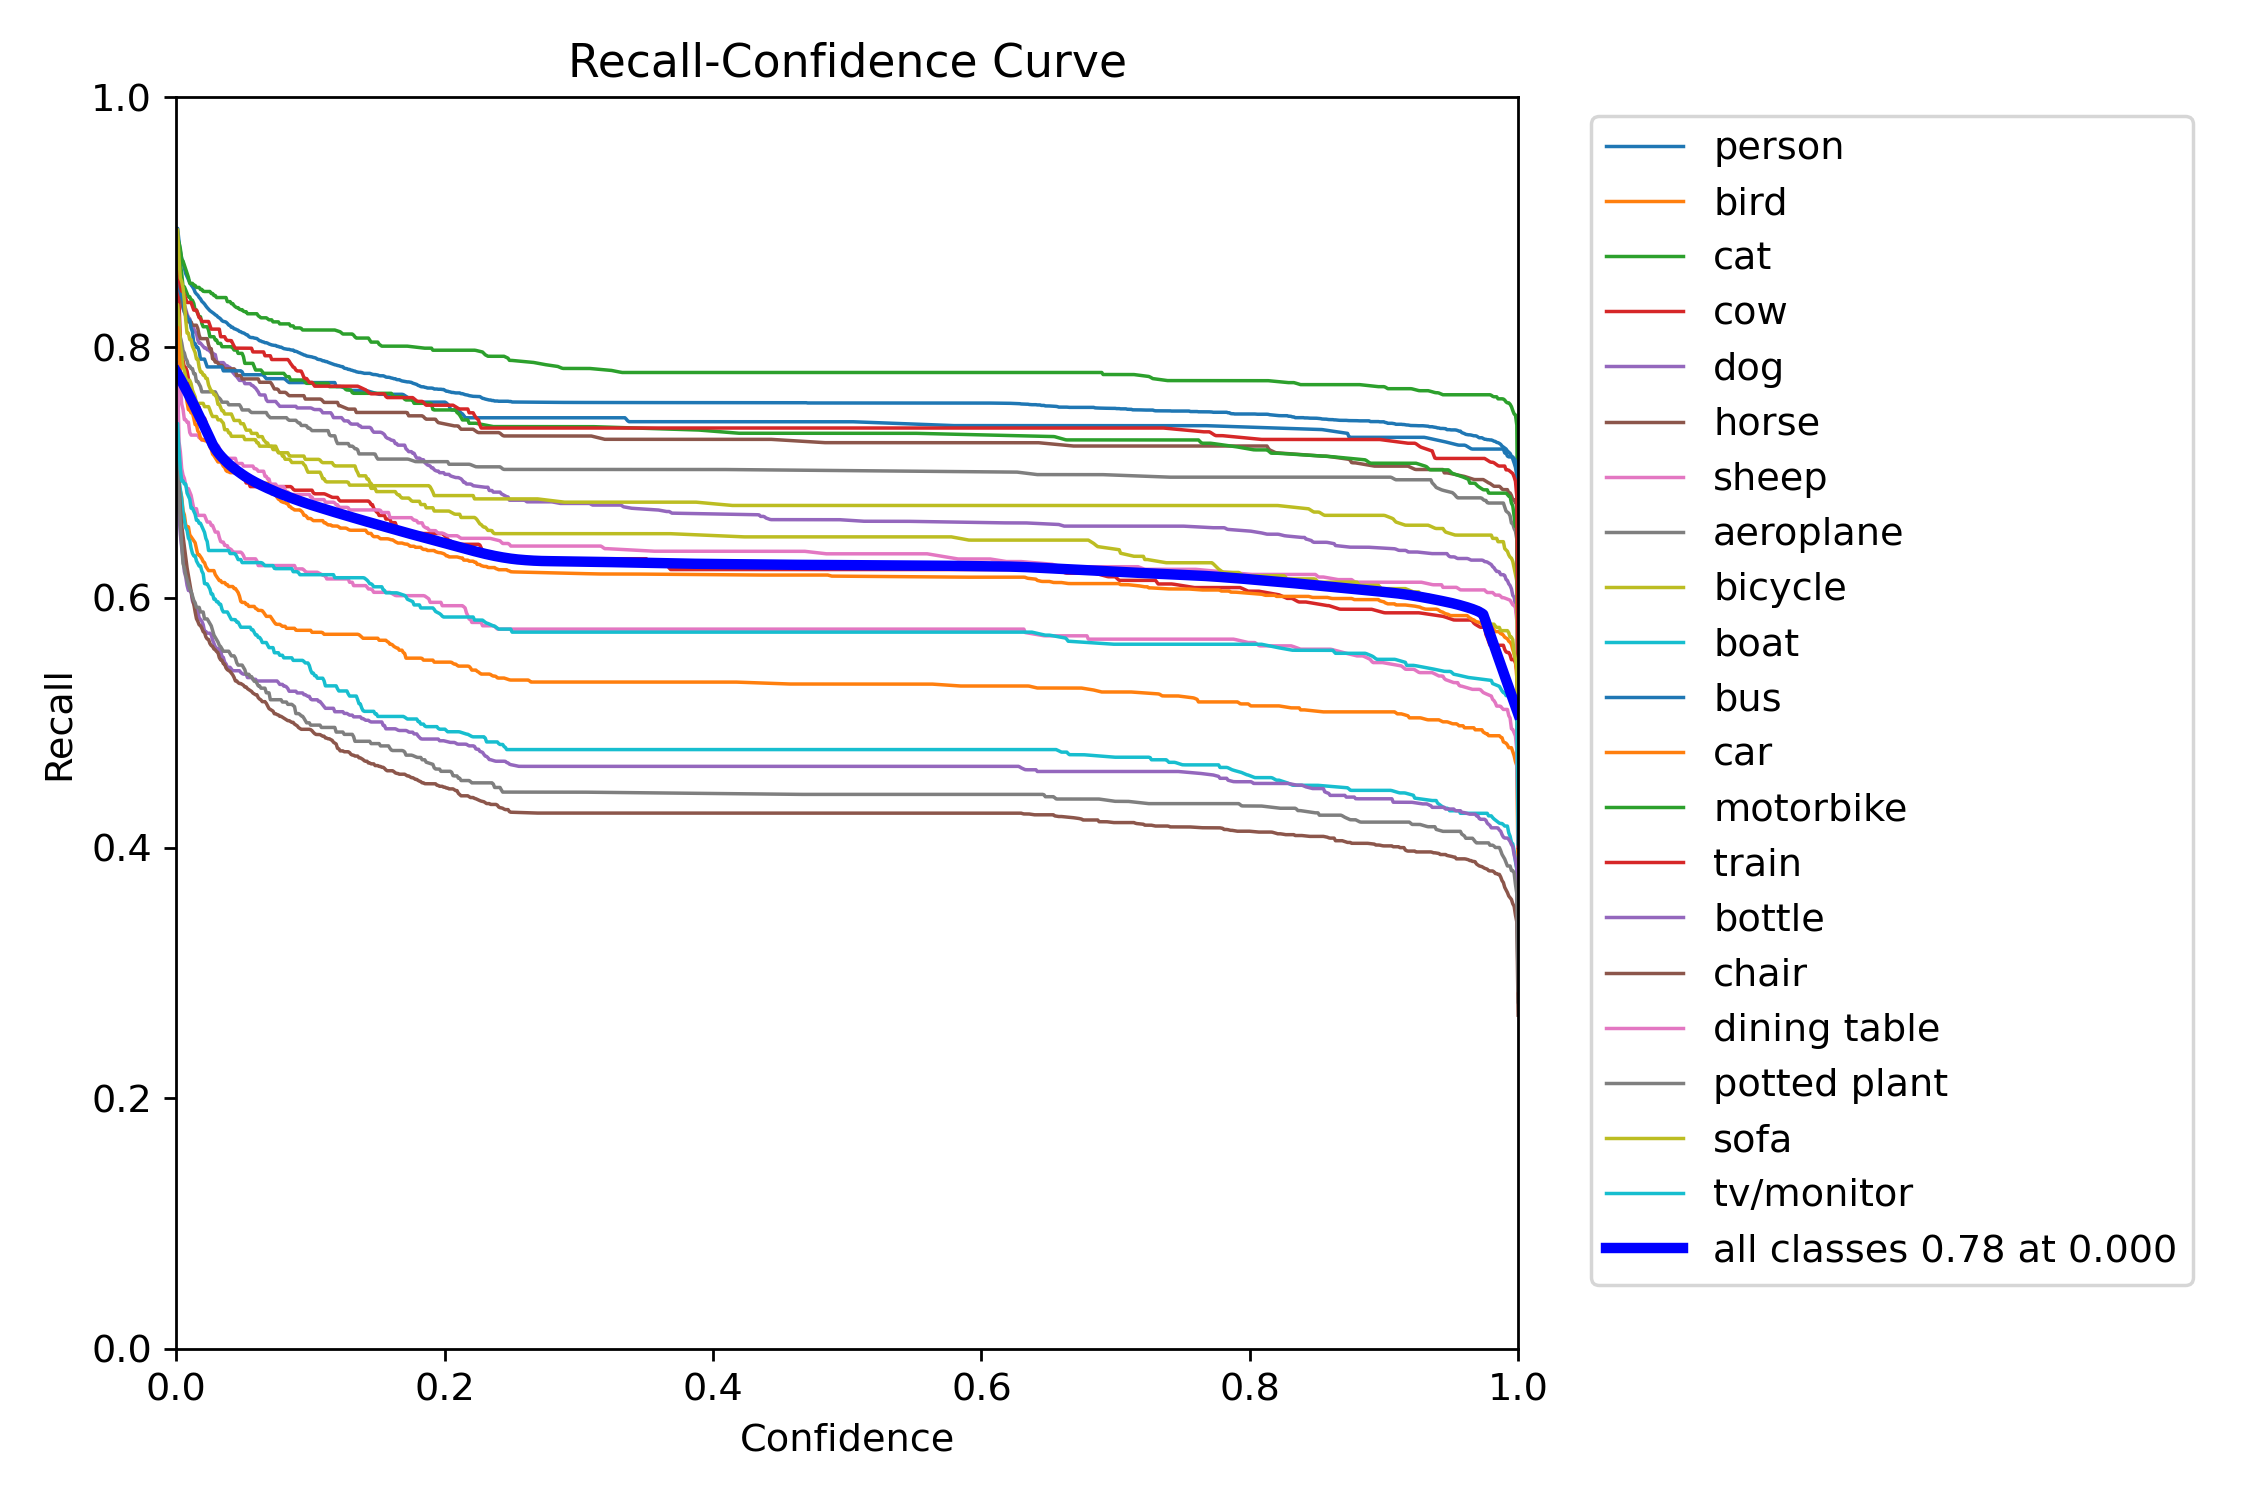 Recall-Confidence Curve
1.0
0.8
0.6
0.4
0.2
0.0
Recall
0.0 0.2 0.4 0.6 0.8 1.0
Confidence
person
bird
cat
cow
dog
horse
sheep
aeroplane
bicycle
boat
bus
car
motorbike
train
bottle
chair
dining table
potted plant
sofa
tv/monitor
all classes 0.78 at 0.000